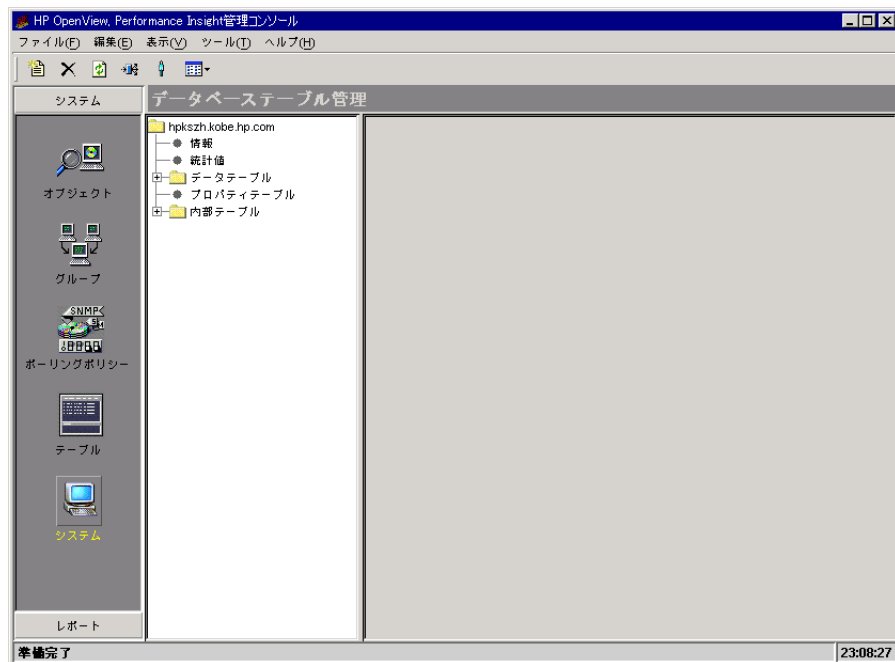 HP OpenView, Performance Insight管理コンソール
ファイル(F) 編集(E) 表示(V) ツール(T) ヘルプ(H)
システム
データベーステーブル管理
hpkszh.kobe.hp.com
情報
統計値
データテーブル
プロパティテーブル
内部テーブル
オブジェクト
グループ
SNMP
ポーリングポリシー
テーブル
システム
レポート
準備完了
23:08:27